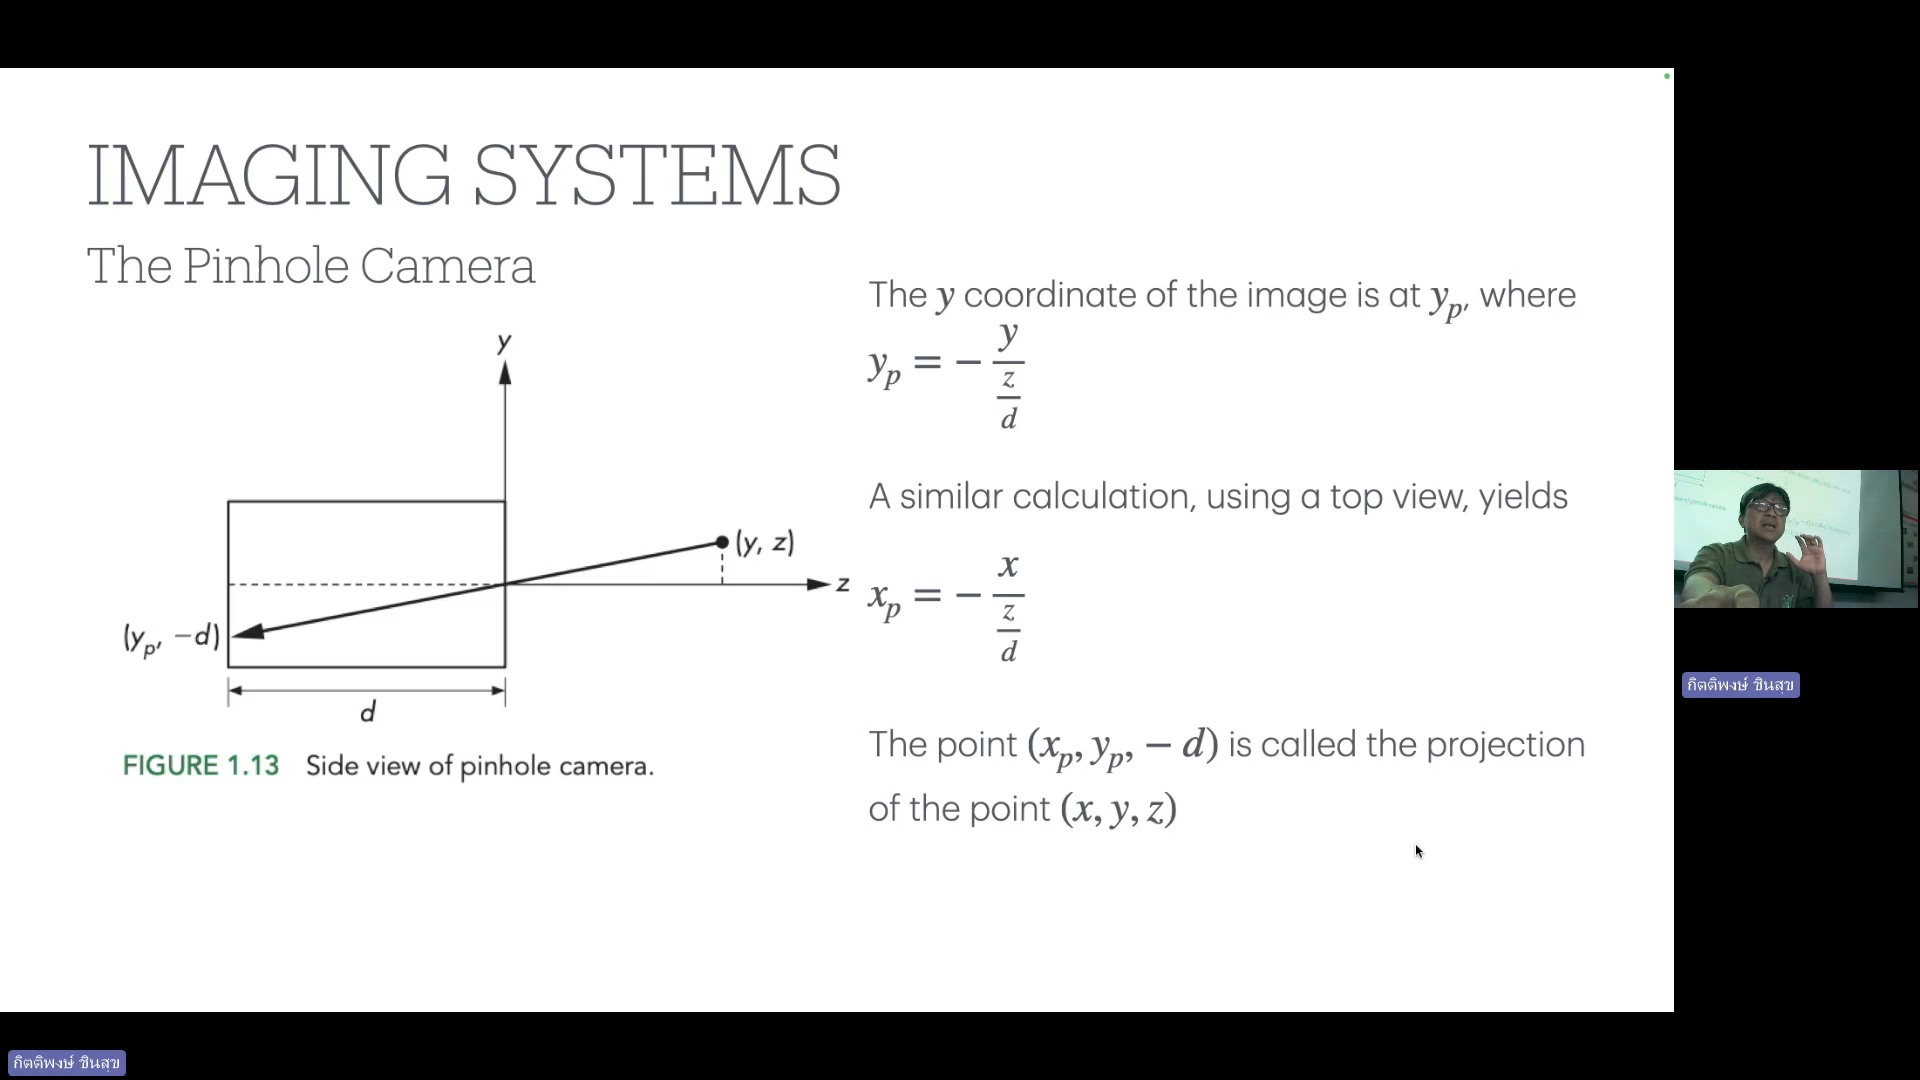 IMAGING SYSTEMS
The Pinhole Camera
y
(y, z)
z
(yₚ, −d)
d
FIGURE 1.13 Side view of pinhole camera.
The y coordinate of the image is at yₚ, where
yₚ = − y / (z / d)
A similar calculation, using a top view, yields
xₚ = − x / (z / d)
The point (xₚ, yₚ, − d) is called the projection
of the point (x, y, z)
กิตติพงษ์ ชินสุข
กิตติพงษ์ ชินสุข